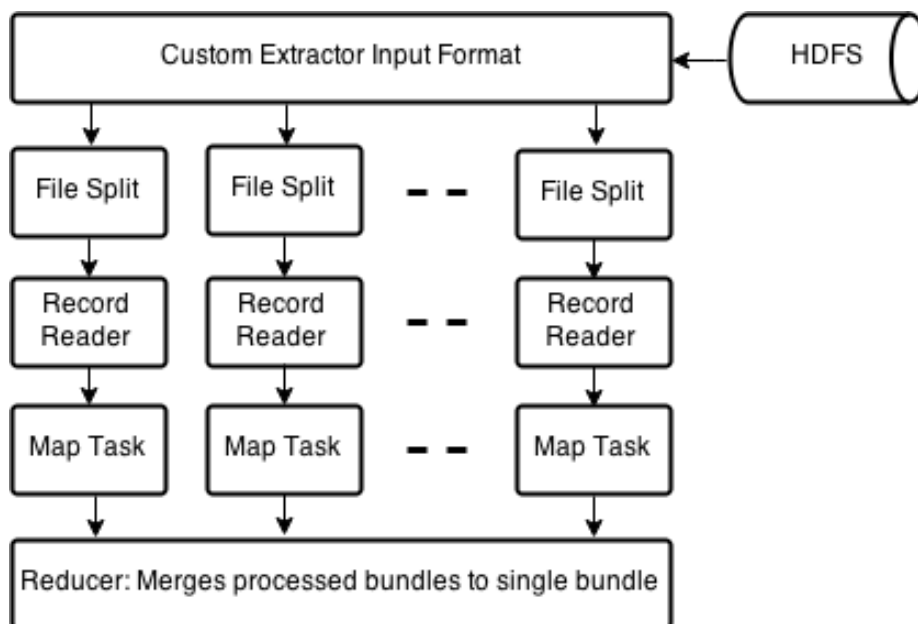 Custom Extractor Input Format
HDFS
File Split
File Split
File Split
Record
Reader
Record
Reader
Record
Reader
Map Task
Map Task
Map Task
Reducer: Merges processed bundles to single bundle